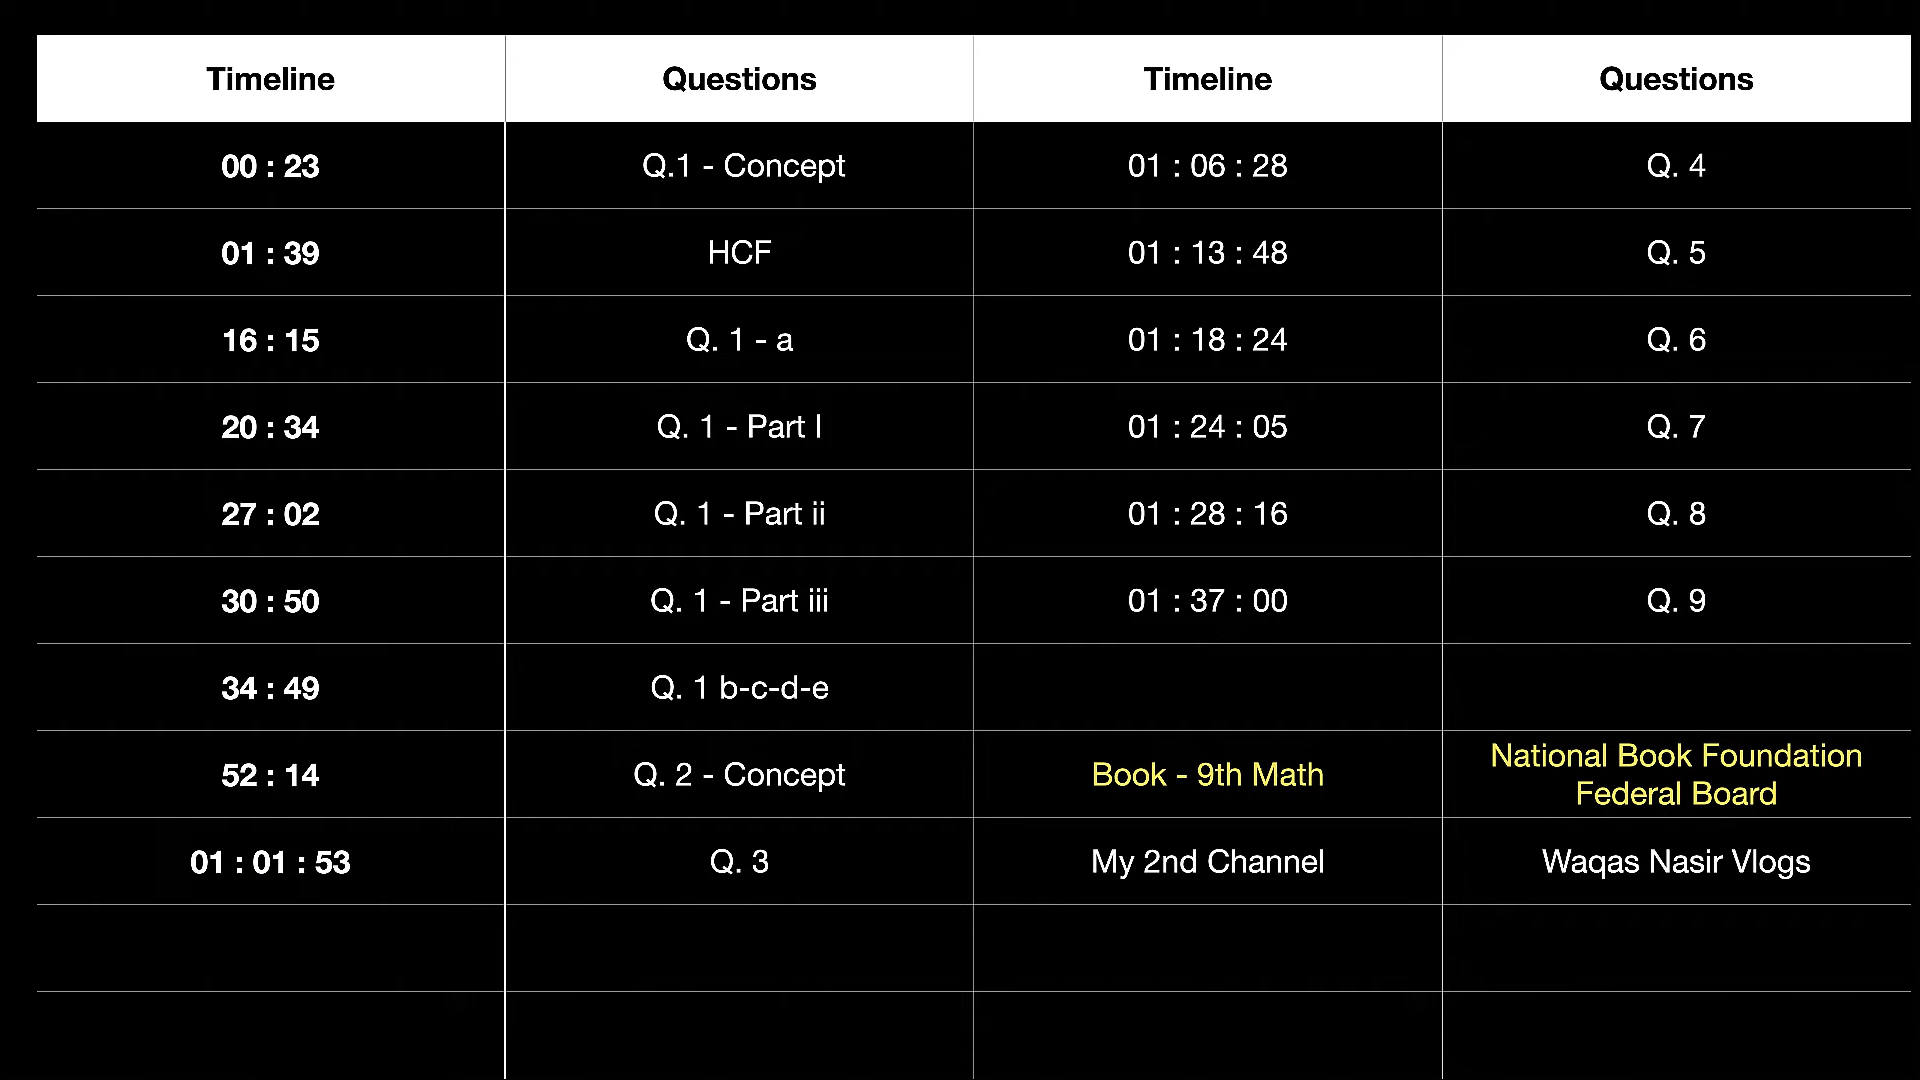 Timeline Questions Timeline Questions
00 : 23 Q.1 - Concept 01 : 06 : 28 Q. 4
01 : 39 HCF 01 : 13 : 48 Q. 5
16 : 15 Q. 1 - a 01 : 18 : 24 Q. 6
20 : 34 Q. 1 - Part I 01 : 24 : 05 Q. 7
27 : 02 Q. 1 - Part ii 01 : 28 : 16 Q. 8
30 : 50 Q. 1 - Part iii 01 : 37 : 00 Q. 9
34 : 49 Q. 1 b-c-d-e
52 : 14 Q. 2 - Concept Book - 9th Math National Book Foundation
Federal Board
01 : 01 : 53 Q. 3 My 2nd Channel Waqas Nasir Vlogs